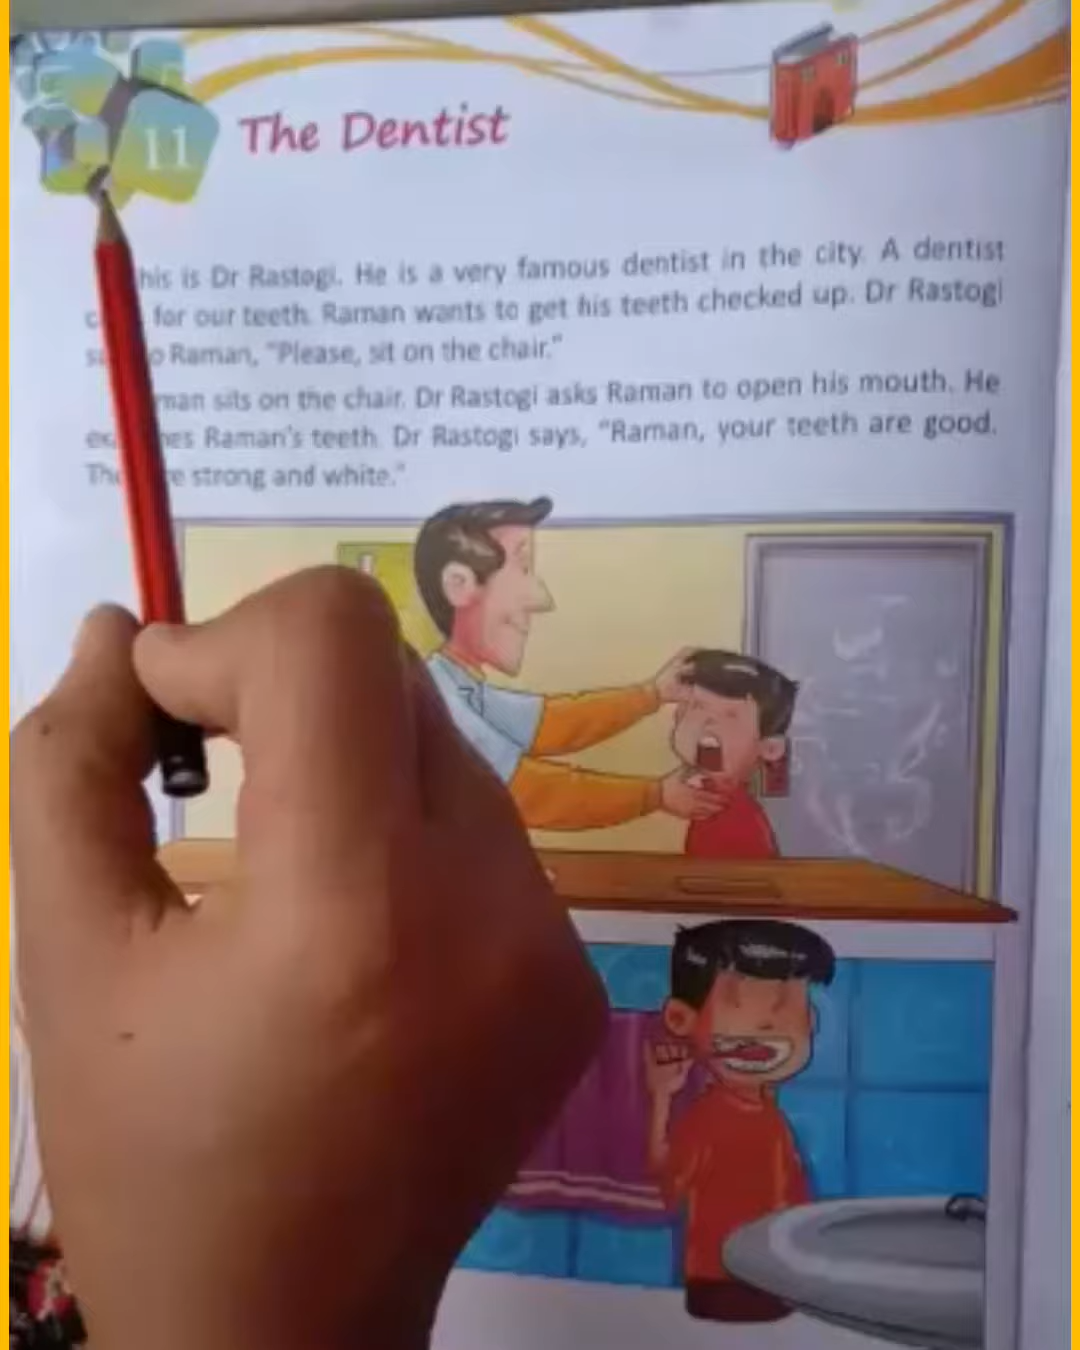 11 The Dentist
his is Dr Rastogi. He is a very famous dentist in the city. A dentist
for our teeth. Raman wants to get his teeth checked up. Dr Rastogi
Raman, "Please, sit on the chair."
man sits on the chair. Dr Rastogi asks Raman to open his mouth. He
Raman's teeth. Dr Rastogi says, "Raman, your teeth are good.
strong and white."